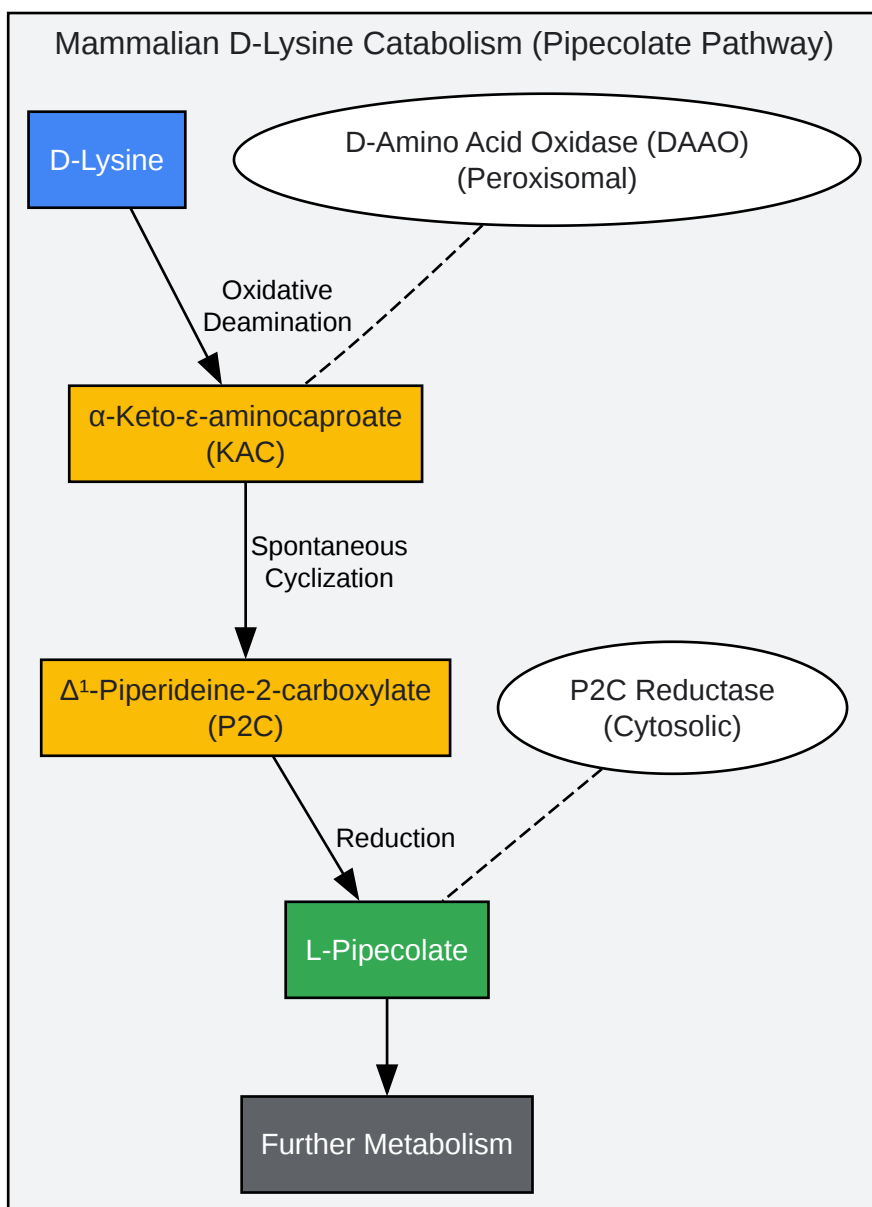 Mammalian D-Lysine Catabolism (Pipecolate Pathway)
D-Lysine
D-Amino Acid Oxidase (DAAO)
(Peroxisomal)
Oxidative
Deamination
α-Keto-ε-aminocaproate
(KAC)
Spontaneous
Cyclization
Δ¹-Piperideine-2-carboxylate
(P2C)
P2C Reductase
(Cytosolic)
Reduction
L-Pipecolate
Further Metabolism